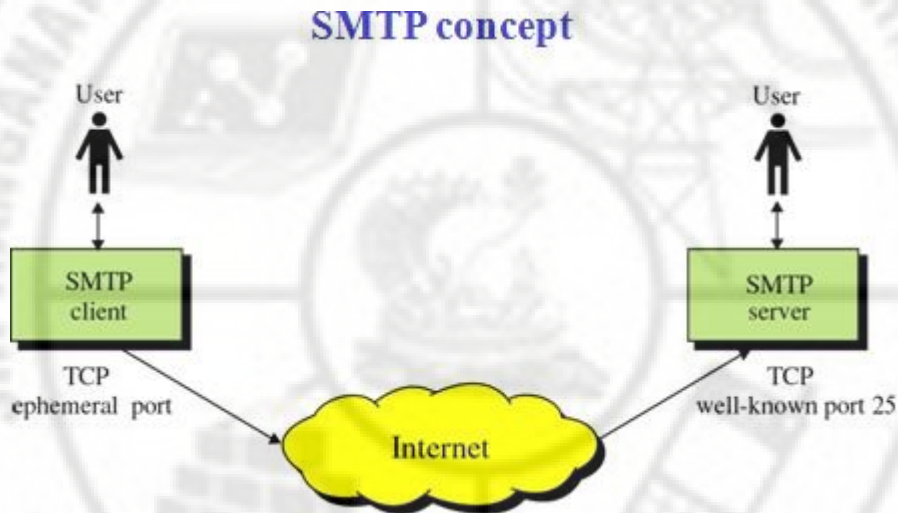 SMTP concept
User
User
SMTP
client
SMTP
server
TCP
ephemeral port
TCP
well-known port 25
Internet